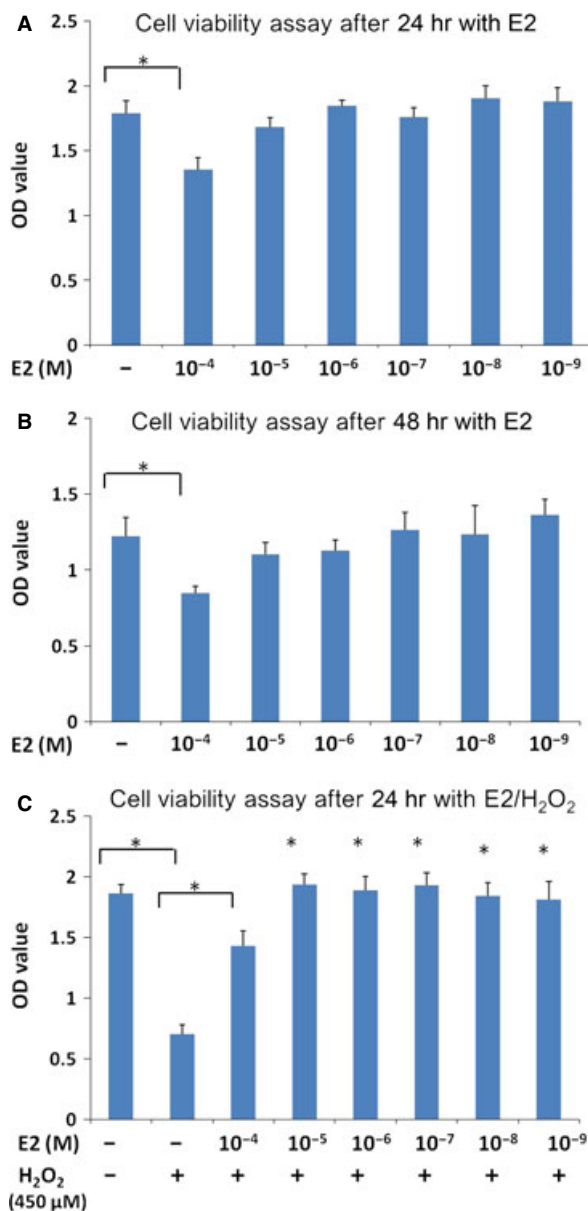 A
Cell viability assay after 24 hr with E2
2.5
2
1.5
1
0.5
0
OD value
*
E2 (M)
– 10⁻⁴ 10⁻⁵ 10⁻⁶ 10⁻⁷ 10⁻⁸ 10⁻⁹
B
Cell viability assay after 48 hr with E2
2
1.5
1
0.5
0
OD value
*
E2 (M)
– 10⁻⁴ 10⁻⁵ 10⁻⁶ 10⁻⁷ 10⁻⁸ 10⁻⁹
C
Cell viability assay after 24 hr with E2/H₂O₂
2.5
2
1.5
1
0.5
0
OD value
* * * * * * *
E2 (M)
– – 10⁻⁴ 10⁻⁵ 10⁻⁶ 10⁻⁷ 10⁻⁸ 10⁻⁹
H₂O₂
– + + + + + + +
(450 µM)